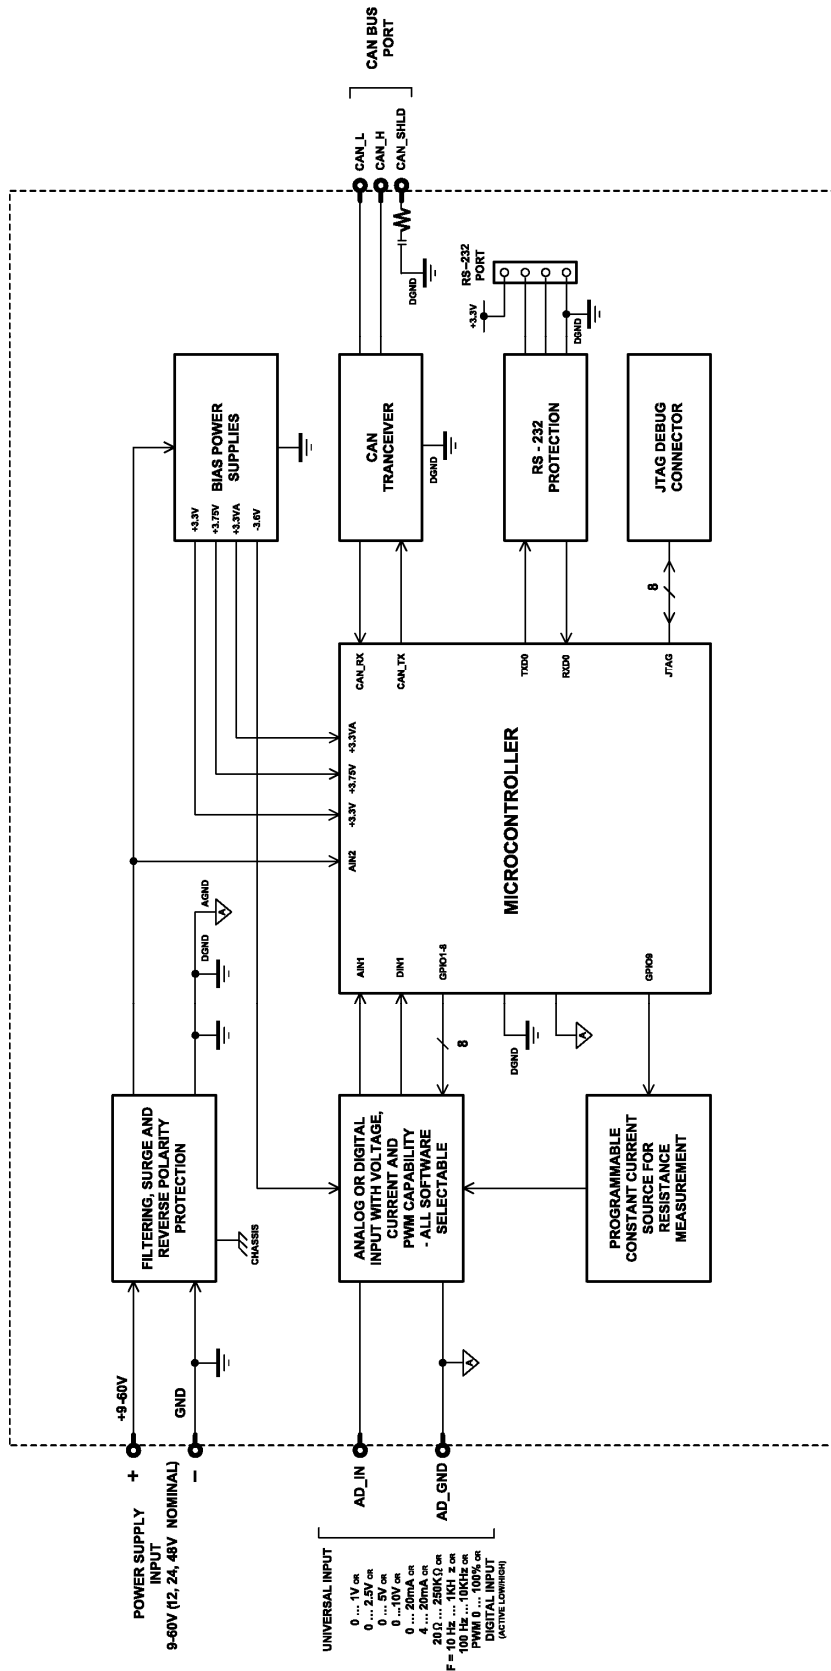 POWER SUPPLY
INPUT
9-60V (12, 24, 48V NOMINAL)
+
−
+9-60V
GND
FILTERING, SURGE AND
REVERSE POLARITY
PROTECTION
CHASSIS
DGND
AGND
A
BIAS POWER
SUPPLIES
+3.3V
+3.75V
+3.3VA
-3.6V
UNIVERSAL INPUT
0 ... 1V OR
0 ... 2.5V OR
0 ... 5V OR
0 ...10V OR
0 ... 20mA OR
4 ... 20mA OR
20Ω ... 250KΩ OR
F = 10 Hz ... 1KH z OR
100 Hz ... 10KHz OR
PWM 0 ... 100% OR
DIGITAL INPUT
(ACTIVE LOW/HIGH)
AD_IN
AD_GND
A
ANALOG OR DIGITAL
INPUT WITH VOLTAGE,
CURRENT AND
PWM CAPABILITY
- ALL SOFTWARE
SELECTABLE
8
DGND
A
PROGRAMMABLE
CONSTANT CURRENT
SOURCE FOR
RESISTANCE
MEASUREMENT
MICROCONTROLLER
AIN1
DIN1
GPIO1-8
GPIO9
AIN2
+3.3V
+3.75V
+3.3VA
CAN_RX
CAN_TX
TXD0
RXD0
JTAG
8
CAN
TRANCEIVER
DGND
RS - 232
PROTECTION
JTAG DEBUG
CONNECTOR
+3.3V
RS-232
PORT
DGND
DGND
CAN_L
CAN_H
CAN_SHLD
CAN BUS
PORT